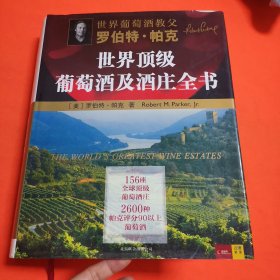 世界葡萄酒教父
罗伯特·帕克
世界顶级
葡萄酒及酒庄全书
[美] 罗伯特·帕克 著 Robert M. Parker, Jr.
THE WORLD'S GREATEST WINE ESTATES
156座
全球顶级
葡萄酒庄
2600种
帕克评分90以上
葡萄酒